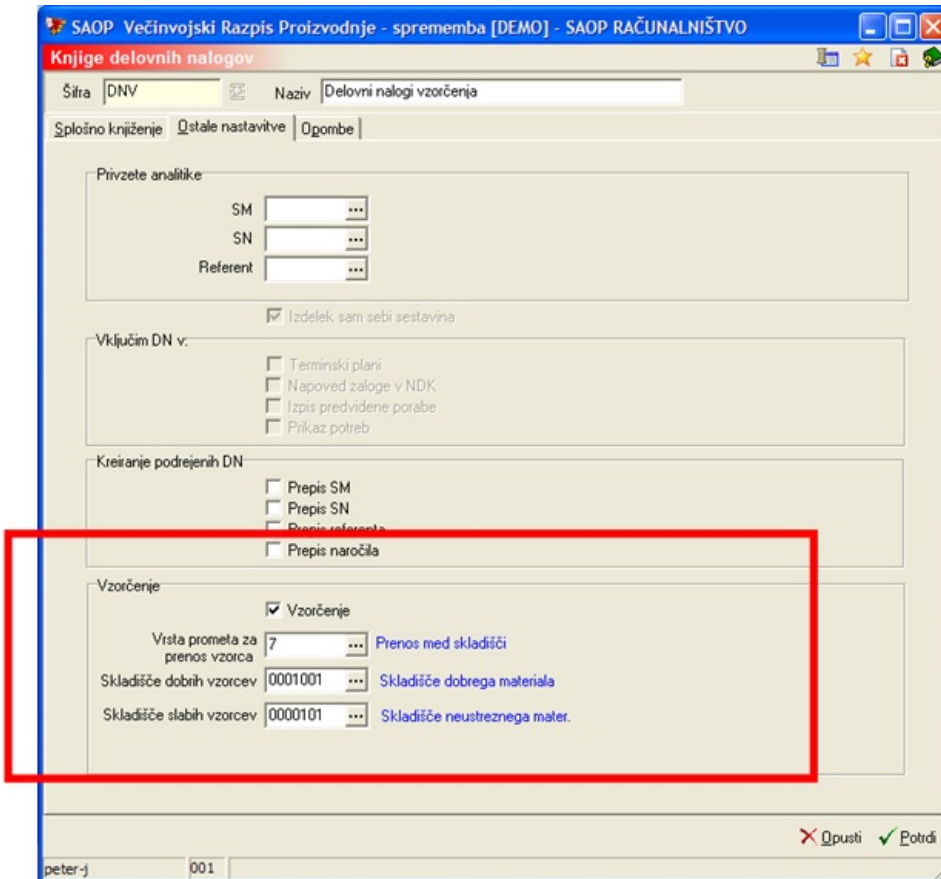 SAOP Večinvojski Razpis Proizvodnje - sprememba [DEMO] - SAOP RAČUNALNIŠTVO
Knjige delovnih nalogov
Šifra DNV Naziv Delovni nalogi vzorčenja
Splošno knjiženje Ostale nastavitve Opombe
Privzete analitike
SM ...
SN ...
Referent ...
Izdelek sam sebi sestavina
Vključim DN v:
Terminski plani
Napoved zaloge v NDK
Izpis predvidene porabe
Prikaz potreb
Kreiranje podrejenih DN
Prepis SM
Prepis SN
Prepis referenta
Prepis naročila
Vzorčenje
Vzorčenje
Vrsta prometa za
prenos vzorca 7 ... Prenos med skladišči
Skladišče dobrih vzorcev 0001001 ... Skladišče dobrega materiala
Skladišče slabih vzorcev 0000101 ... Skladišče neustreznega mater.
Opusti Potrdi
peter-j 001